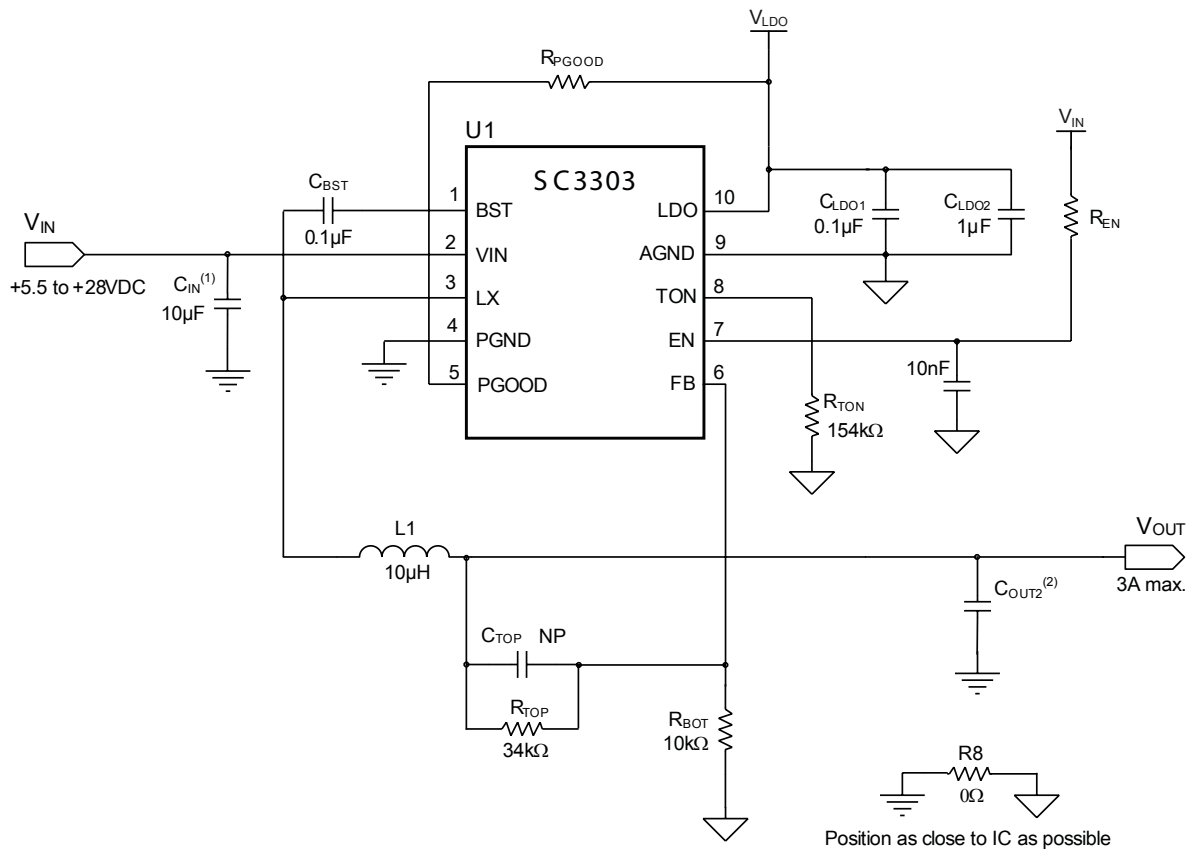 VLDO
RPGOOD
VIN
U1
SC3303
CBST
0.1µF
1
BST
LDO
10
CLDO1
0.1µF
CLDO2
1µF
REN
VIN
+5.5 to +28VDC
2
VIN
AGND
9
CIN(1)
10µF
3
LX
TON
8
4
PGND
EN
7
5
PGOOD
FB
6
10nF
RTON
154kΩ
L1
10µH
VOUT
3A max.
COUT2(2)
CTOP
NP
RTOP
34kΩ
RBOT
10kΩ
R8
0Ω
Position as close to IC as possible